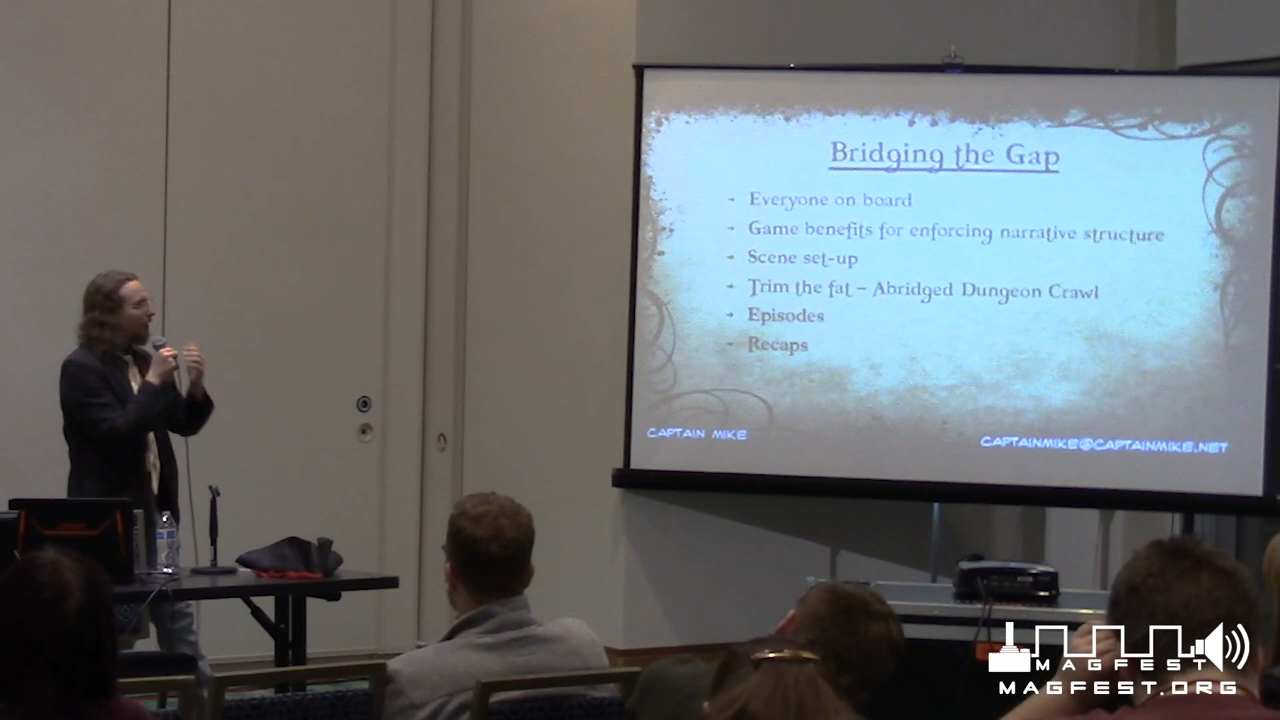 Bridging the Gap
Everyone on board
Game benefits for enforcing narrative structure
Scene set-up
Trim the fat – Abridged Dungeon Crawl
Episodes
Recaps
CAPTAIN MIKE
CAPTAINMIKE@CAPTAINMIKE.NET
MAGFEST
MAGFEST.ORG